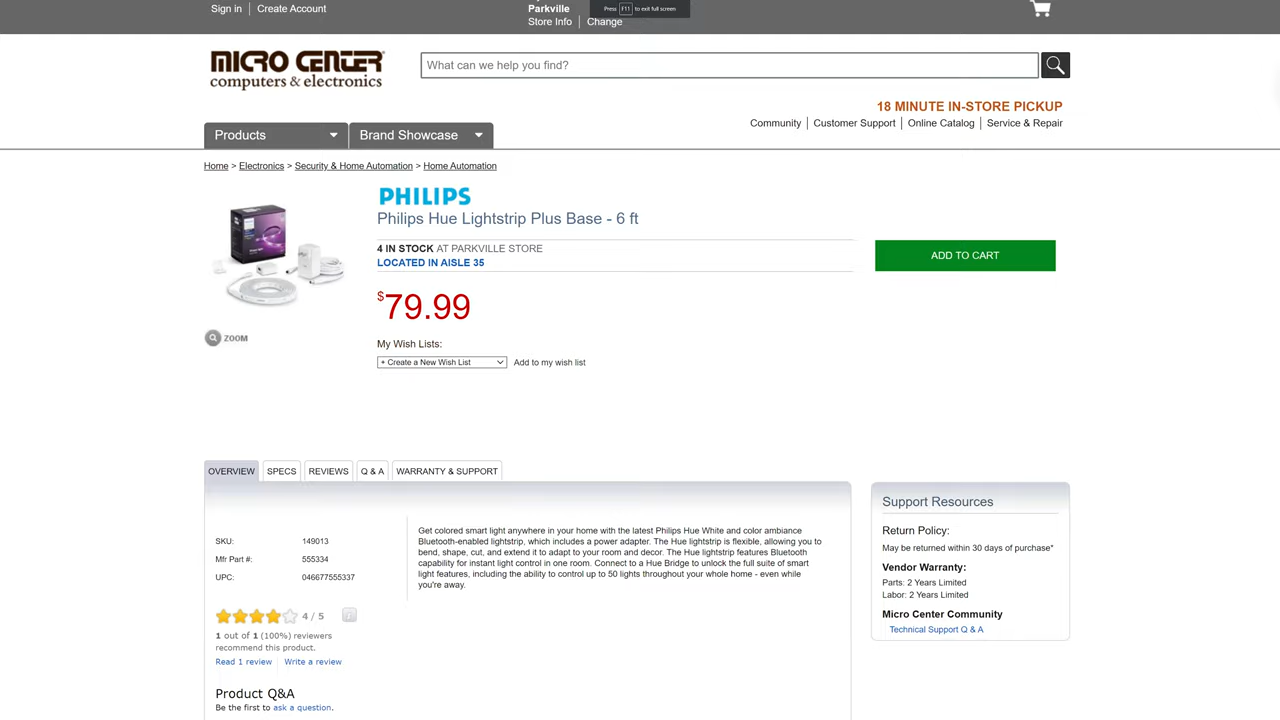 Sign in
Create Account
Parkville
Store Info
Change
Press F11 to exit full screen
MICRO CENTER
computers & electronics
What can we help you find?
18 MINUTE IN-STORE PICKUP
Community
Customer Support
Online Catalog
Service & Repair
Products
Brand Showcase
Home > Electronics > Security & Home Automation > Home Automation
PHILIPS
Philips Hue Lightstrip Plus Base - 6 ft
4 IN STOCK AT PARKVILLE STORE
LOCATED IN AISLE 35
ADD TO CART
$79.99
ZOOM
My Wish Lists:
+ Create a New Wish List
Add to my wish list
OVERVIEW
SPECS
REVIEWS
Q & A
WARRANTY & SUPPORT
SKU: 149013
Mfr Part #: 555334
UPC: 046677555337
Get colored smart light anywhere in your home with the latest Philips Hue White and color ambiance
Bluetooth-enabled lightstrip, which includes a power adapter. The Hue lightstrip is flexible, allowing you to
bend, shape, cut, and extend it to adapt to your room and decor. The Hue lightstrip features Bluetooth
capability for instant light control in one room. Connect to a Hue Bridge to unlock the full suite of smart
light features, including the ability to control up to 50 lights throughout your whole home - even while
you're away.
4 / 5
1 out of 1 (100%) reviewers
recommend this product.
Read 1 review
Write a review
Product Q&A
Be the first to ask a question.
Support Resources
Return Policy:
May be returned within 30 days of purchase*
Vendor Warranty:
Parts: 2 Years Limited
Labor: 2 Years Limited
Micro Center Community
Technical Support Q & A